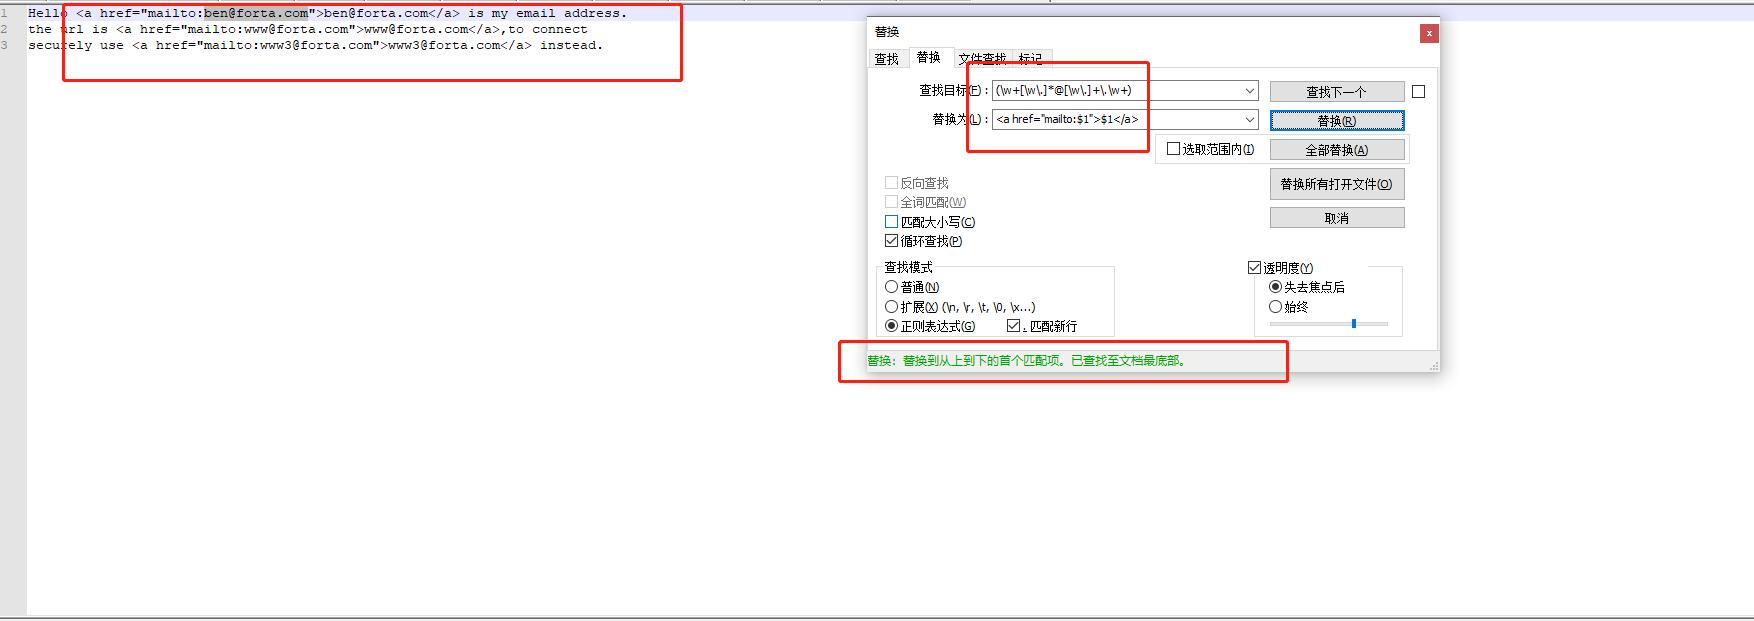 1 Hello <a href="mailto:ben@forta.com">ben@forta.com</a> is my email address.
2 the url is <a href="mailto:www@forta.com">www@forta.com</a>,to connect
3 securely use <a href="mailto:www3@forta.com">www3@forta.com</a> instead.
替换
x
查找 替换 文件查找 标记
查找目标(F): (\w+[\w\.]*@[\w\.]+\.\w+) 查找下一个
替换为(L): <a href="mailto:$1">$1</a> 替换(R)
选取范围内(I) 全部替换(A)
反向查找 替换所有打开文件(O)
全词匹配(W)
匹配大小写(C) 取消
循环查找(P)
查找模式 透明度(Y)
普通(N) 失去焦点后
扩展(X) (\n, \r, \t, \0, \x...) 始终
正则表达式(G) . 匹配新行
替换: 替换到从上到下的首个匹配项。已查找至文档最底部。